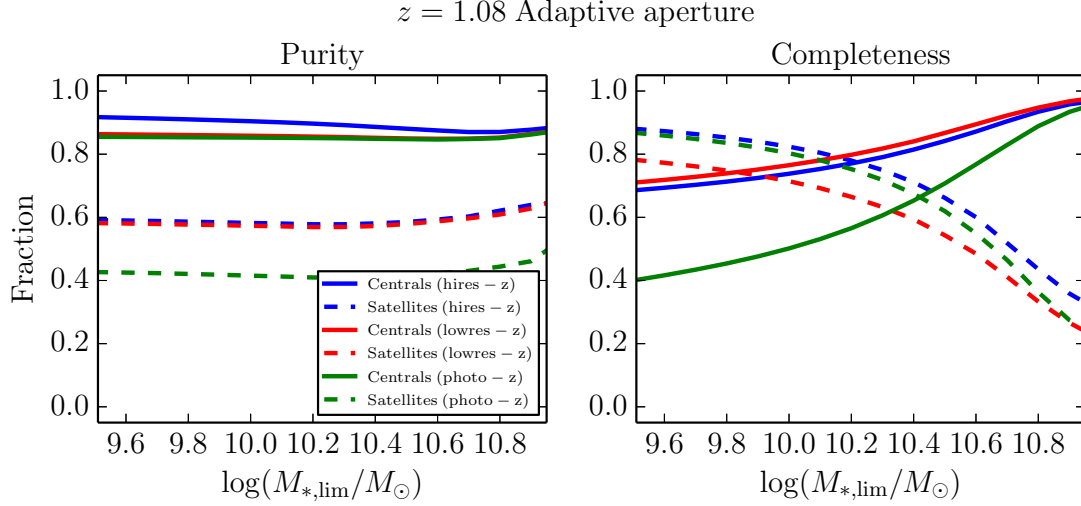 z = 1.08 Adaptive aperture
Purity
Completeness
Fraction
1.0
0.8
0.6
0.4
0.2
0.0
Centrals (hires − z)
Satellites (hires − z)
Centrals (lowres − z)
Satellites (lowres − z)
Centrals (photo − z)
Satellites (photo − z)
9.6 9.8 10.0 10.2 10.4 10.6 10.8
log(M*,lim/M⊙)
1.0
0.8
0.6
0.4
0.2
0.0
9.6 9.8 10.0 10.2 10.4 10.6 10.8
log(M*,lim/M⊙)